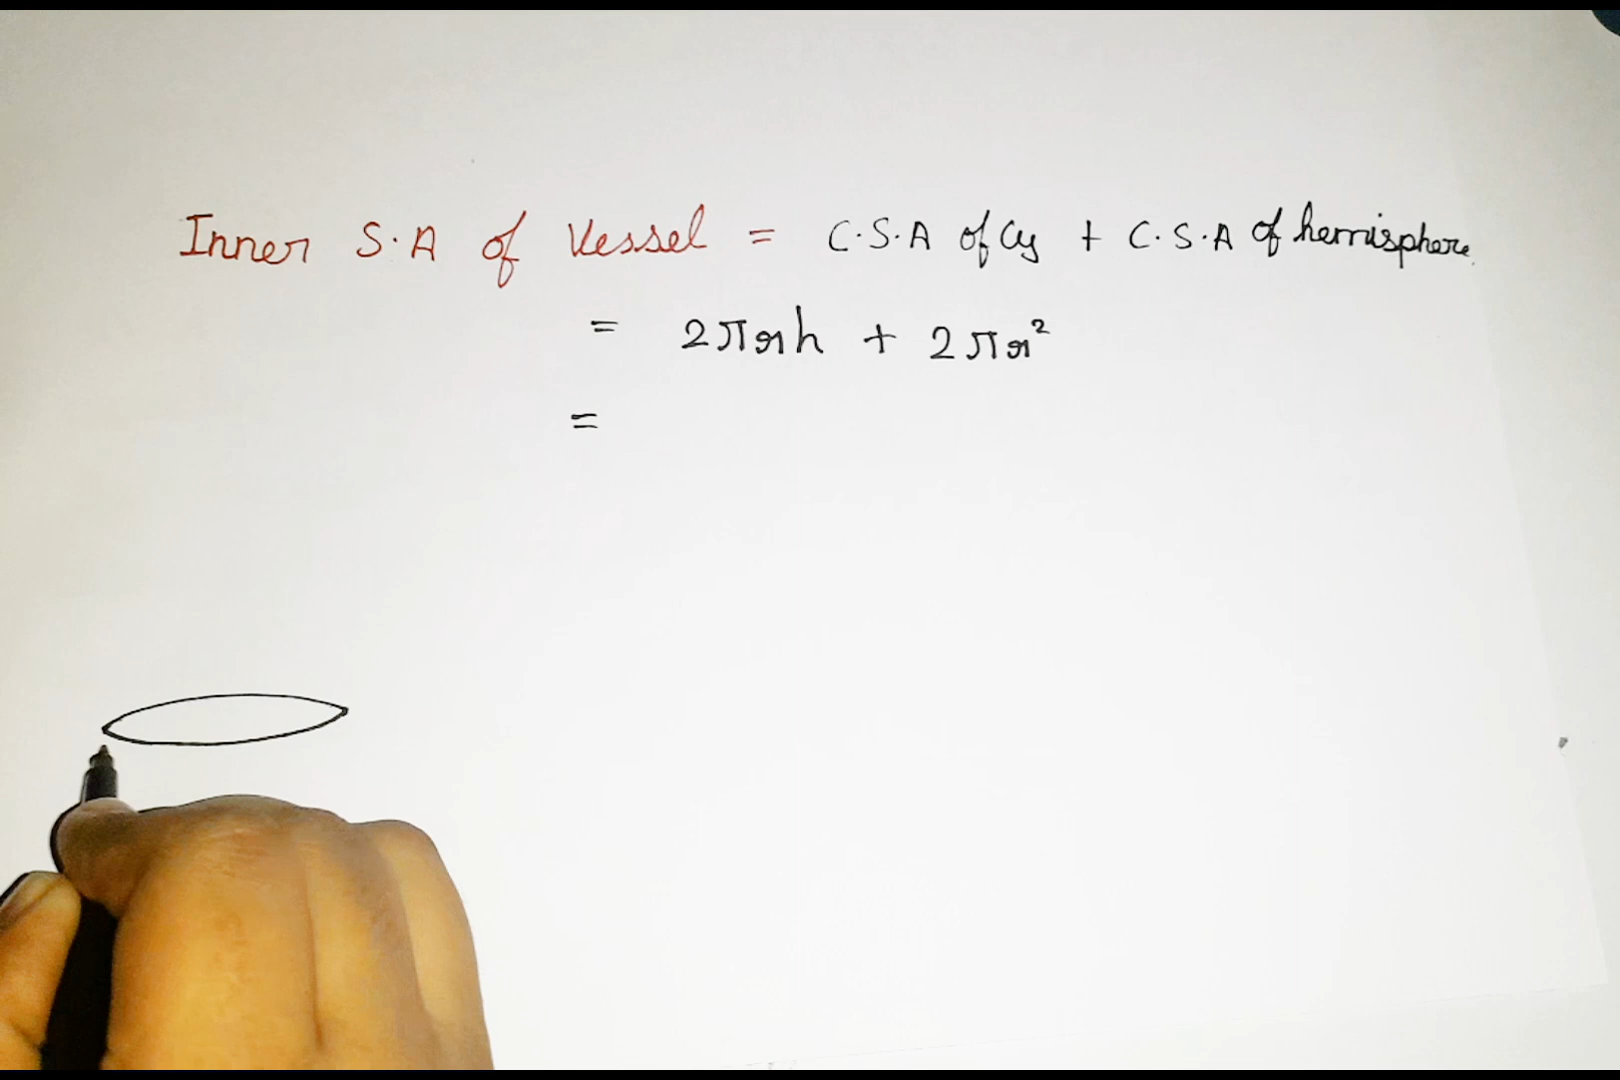 Inner S.A of Vessel = C.S.A of Cy + C.S.A of hemisphere.
= 2πrh + 2πr²
=